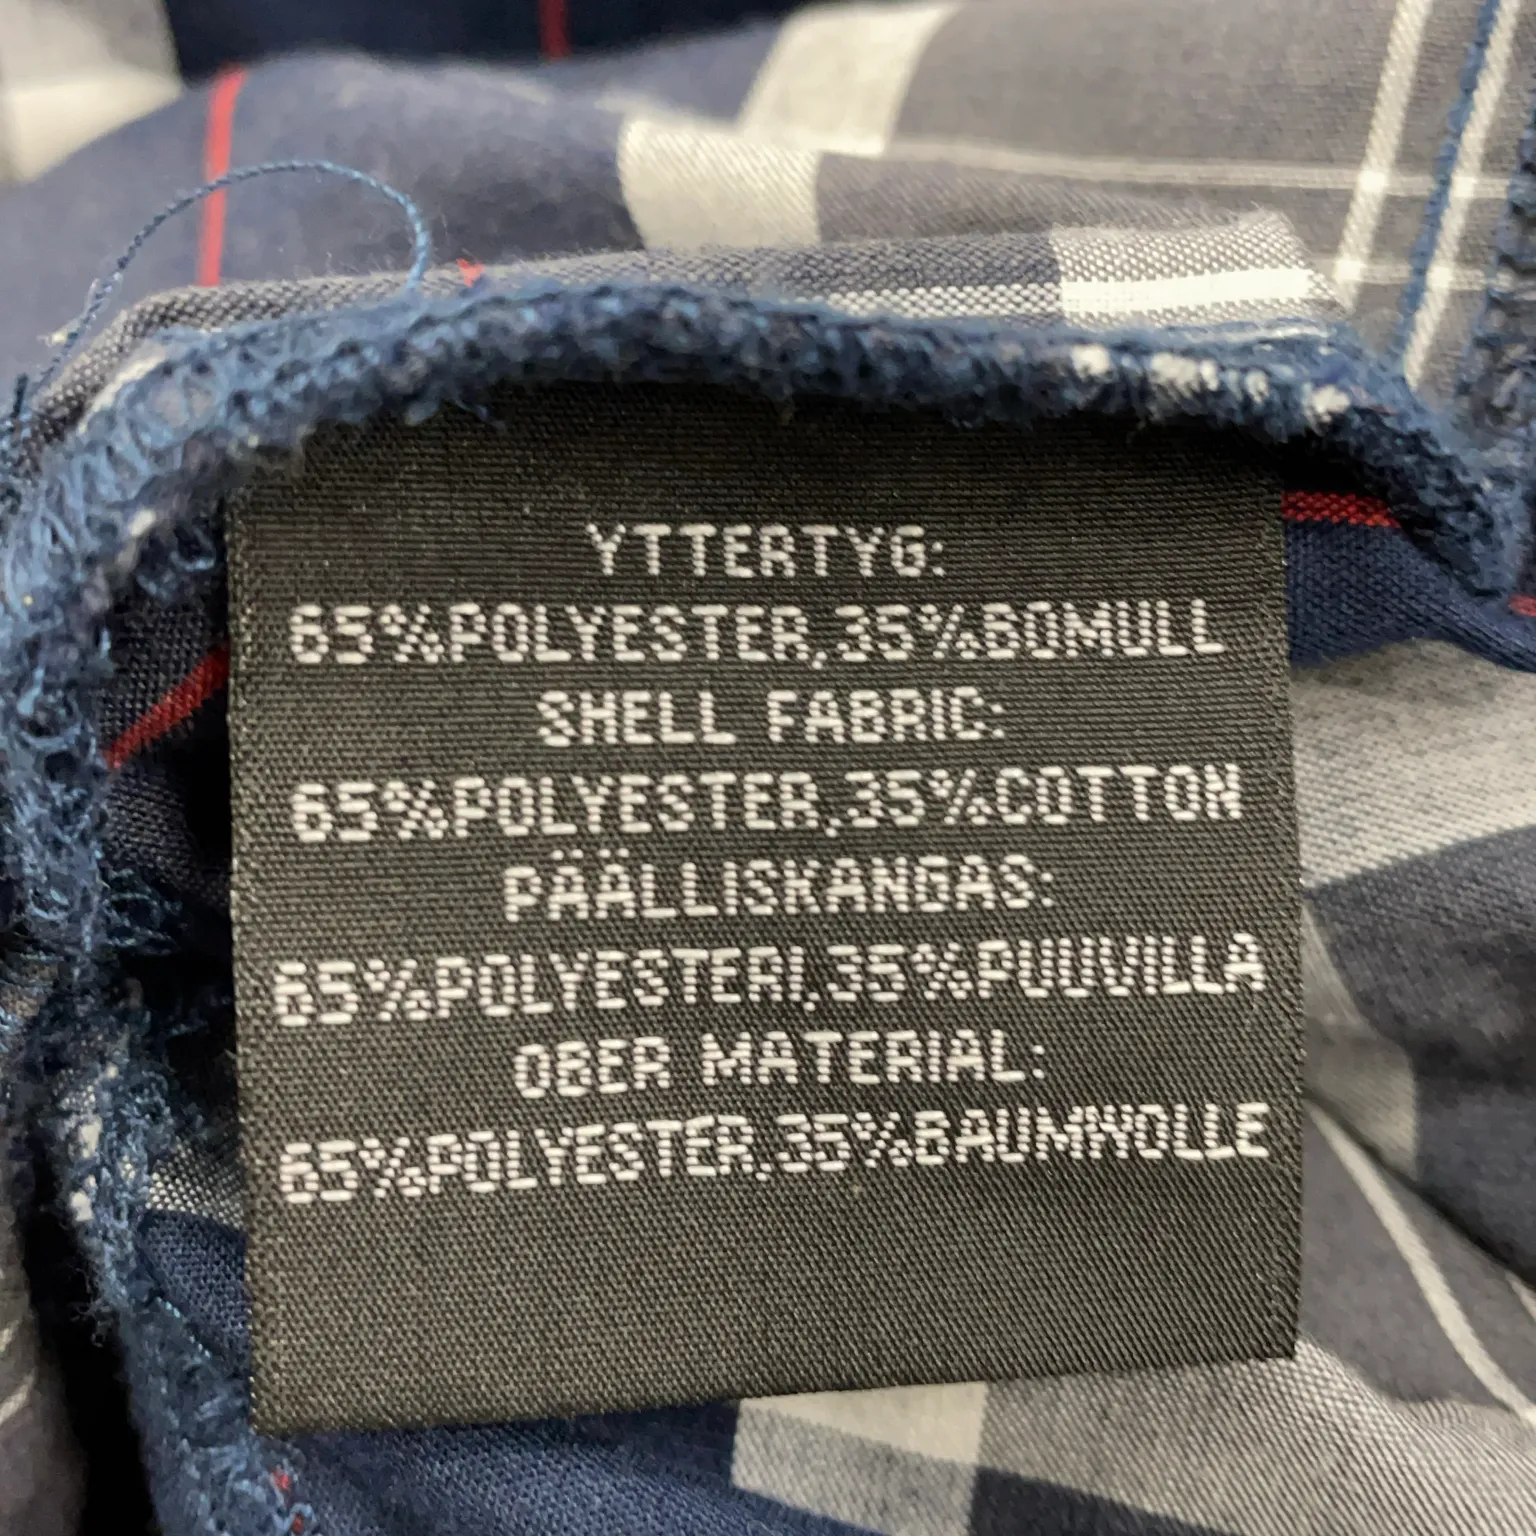 YTTERTYG:
65%POLYESTER,35%BOMULL
SHELL FABRIC:
65%POLYESTER,35%COTTON
PÄÄLLISKANGAS:
65%POLYESTERI,35%PUUVILLA
OBER MATERIAL:
65%POLYESTER,35%BAUMWOLLE